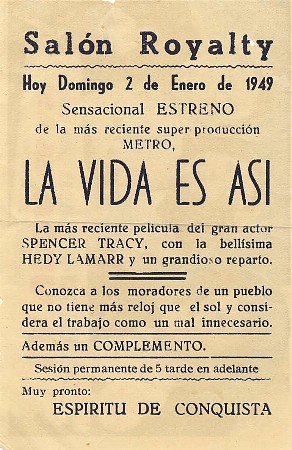 Salón Royalty
Hoy Domingo 2 de Enero de 1949
Sensacional ESTRENO
de la más reciente super producción
METRO,
LA VIDA ES ASI
La más reciente pelicula del gran actor
SPENCER TRACY, con la bellísima
HEDY LAMARR y un grandioso reparto.
Conozca a los moradores de un pueblo
que no tiene más reloj que el sol y consi-
dera el trabajo como un mal innecesario.
Además un COMPLEMENTO.
Sesión permanente de 5 tarde en adelante
Muy pronto:
ESPIRITU DE CONQUISTA